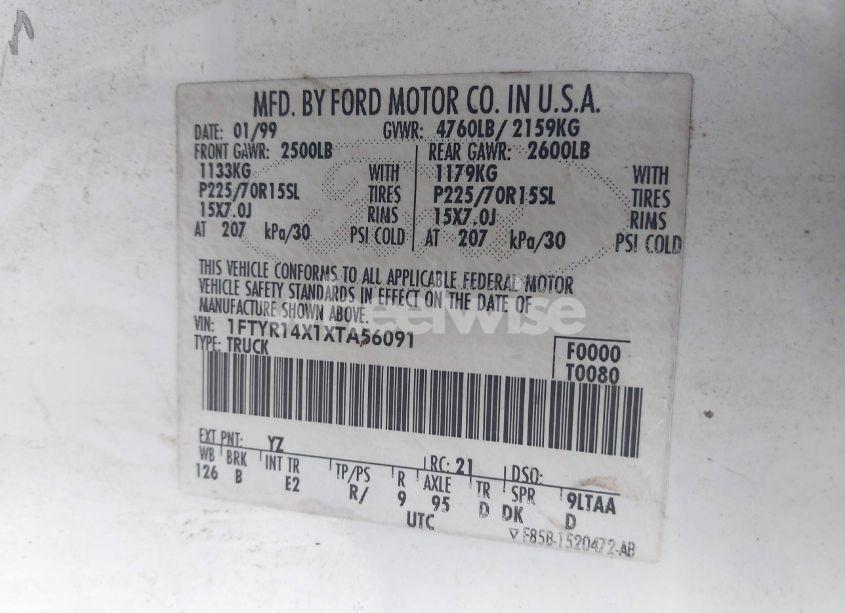 MFD. BY FORD MOTOR CO. IN U.S.A.
DATE: 01/99 GVWR: 4760LB/ 2159KG
FRONT GAWR: 2500LB REAR GAWR: 2600LB
1133KG WITH 1179KG WITH
P225/70R15SL TIRES P225/70R15SL TIRES
15X7.0J RIMS 15X7.0J RIMS
AT 207 kPa/30 PSI COLD AT 207 kPa/30 PSI COLD
THIS VEHICLE CONFORMS TO ALL APPLICABLE FEDERAL MOTOR
VEHICLE SAFETY STANDARDS IN EFFECT ON THE DATE OF
MANUFACTURE SHOWN ABOVE.
VIN: 1FTYR14X1XTA56091
TYPE: TRUCK
F0000
T0080
EXT PNT: YZ RC: 21 DSO:
WB BRK INT TR TP/PS R AXLE TR SPR 9LTAA
126 B E2 R/ 9 95 D DK D
UTC
F85B-1520472-AB